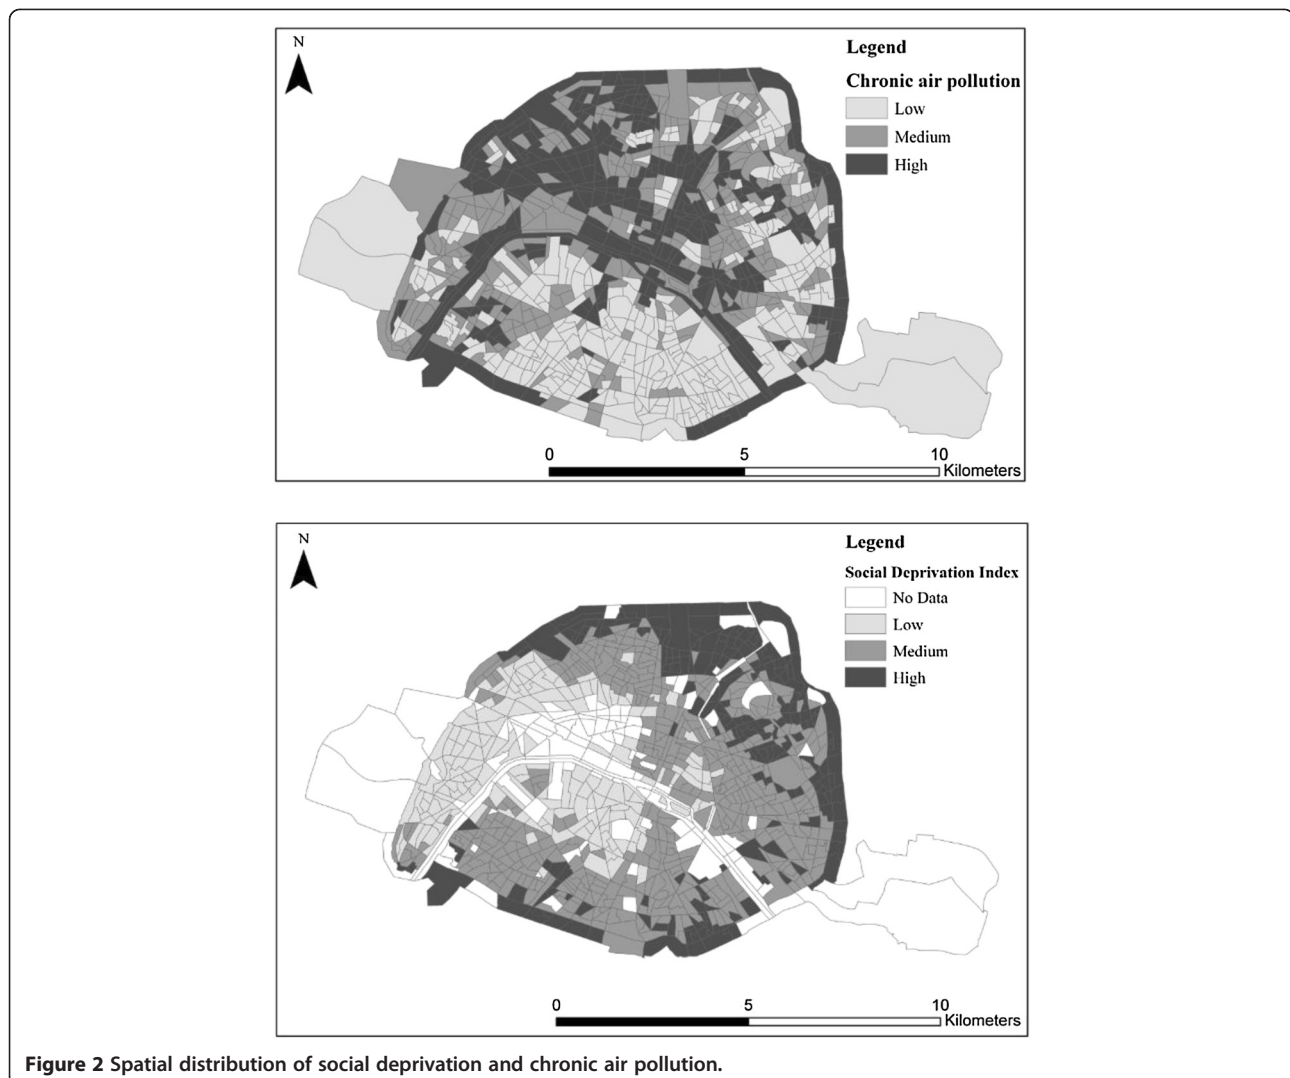 N
Legend
Chronic air pollution
Low
Medium
High
0 5 10
Kilometers
N
Legend
Social Deprivation Index
No Data
Low
Medium
High
0 5 10
Kilometers
Figure 2 Spatial distribution of social deprivation and chronic air pollution.